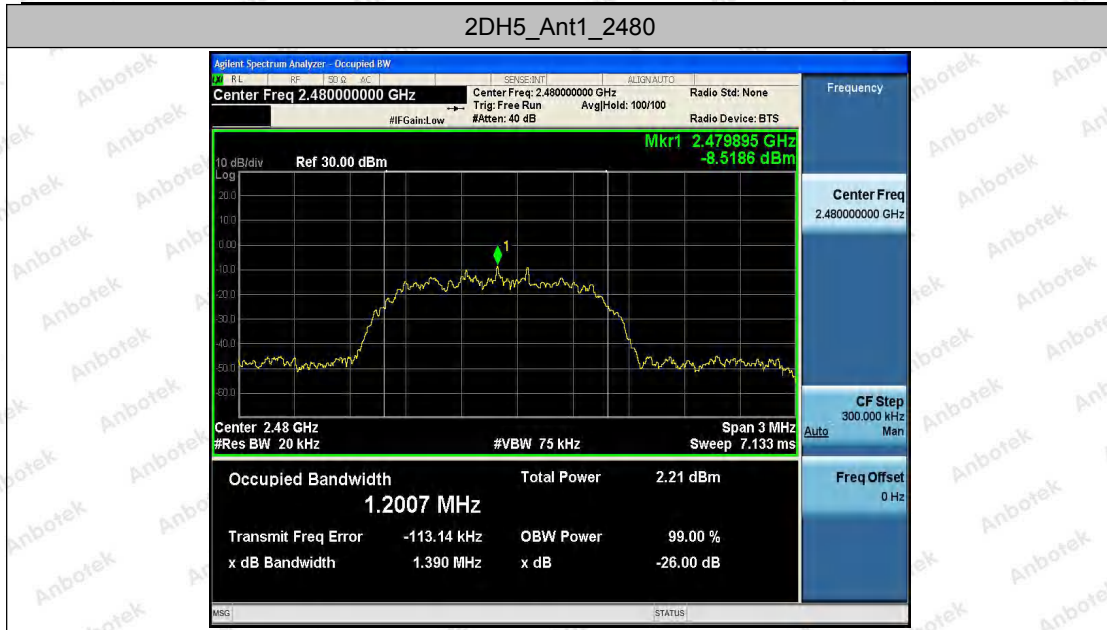 2DH5_Ant1_2480
Agilent Spectrum Analyzer - Occupied BW
RL RF 50 Ω AC SENSE:INT ALIGN AUTO
Center Freq 2.480000000 GHz
Center Freq: 2.480000000 GHz Radio Std: None
Trig: Free Run Avg|Hold: 100/100
#IFGain:Low #Atten: 40 dB Radio Device: BTS
Mkr1 2.479895 GHz
-8.5186 dBm
10 dB/div Ref 30.00 dBm
Log
20.0
10.0
0.00
-10.0
-20.0
-30.0
-40.0
-50.0
-60.0
1
Center 2.48 GHz Span 3 MHz
#Res BW 20 kHz #VBW 75 kHz Sweep 7.133 ms
Occupied Bandwidth Total Power 2.21 dBm
1.2007 MHz
Transmit Freq Error -113.14 kHz OBW Power 99.00 %
x dB Bandwidth 1.390 MHz x dB -26.00 dB
MSG STATUS
Frequency
Center Freq
2.480000000 GHz
CF Step
300.000 kHz
Auto Man
Freq Offset
0 Hz
Anbotek